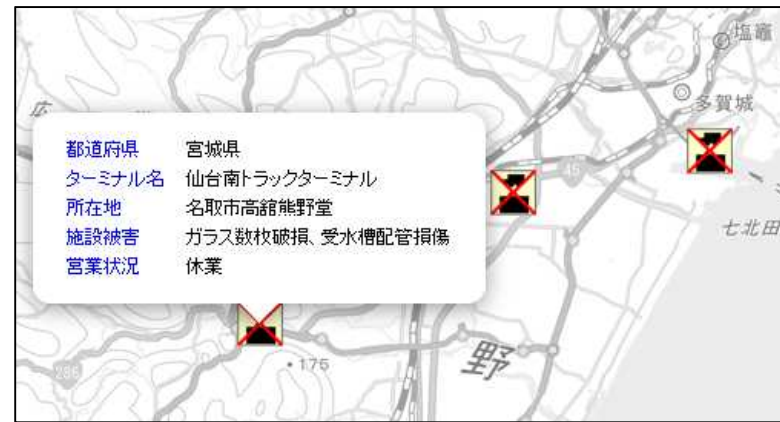 塩竈
多賀城
広
45
七北田
都道府県 宮城県
ターミナル名 仙台南トラックターミナル
所在地 名取市高舘熊野堂
施設被害 ガラス数枚破損、受水槽配管損傷
営業状況 休業
野
・175
286